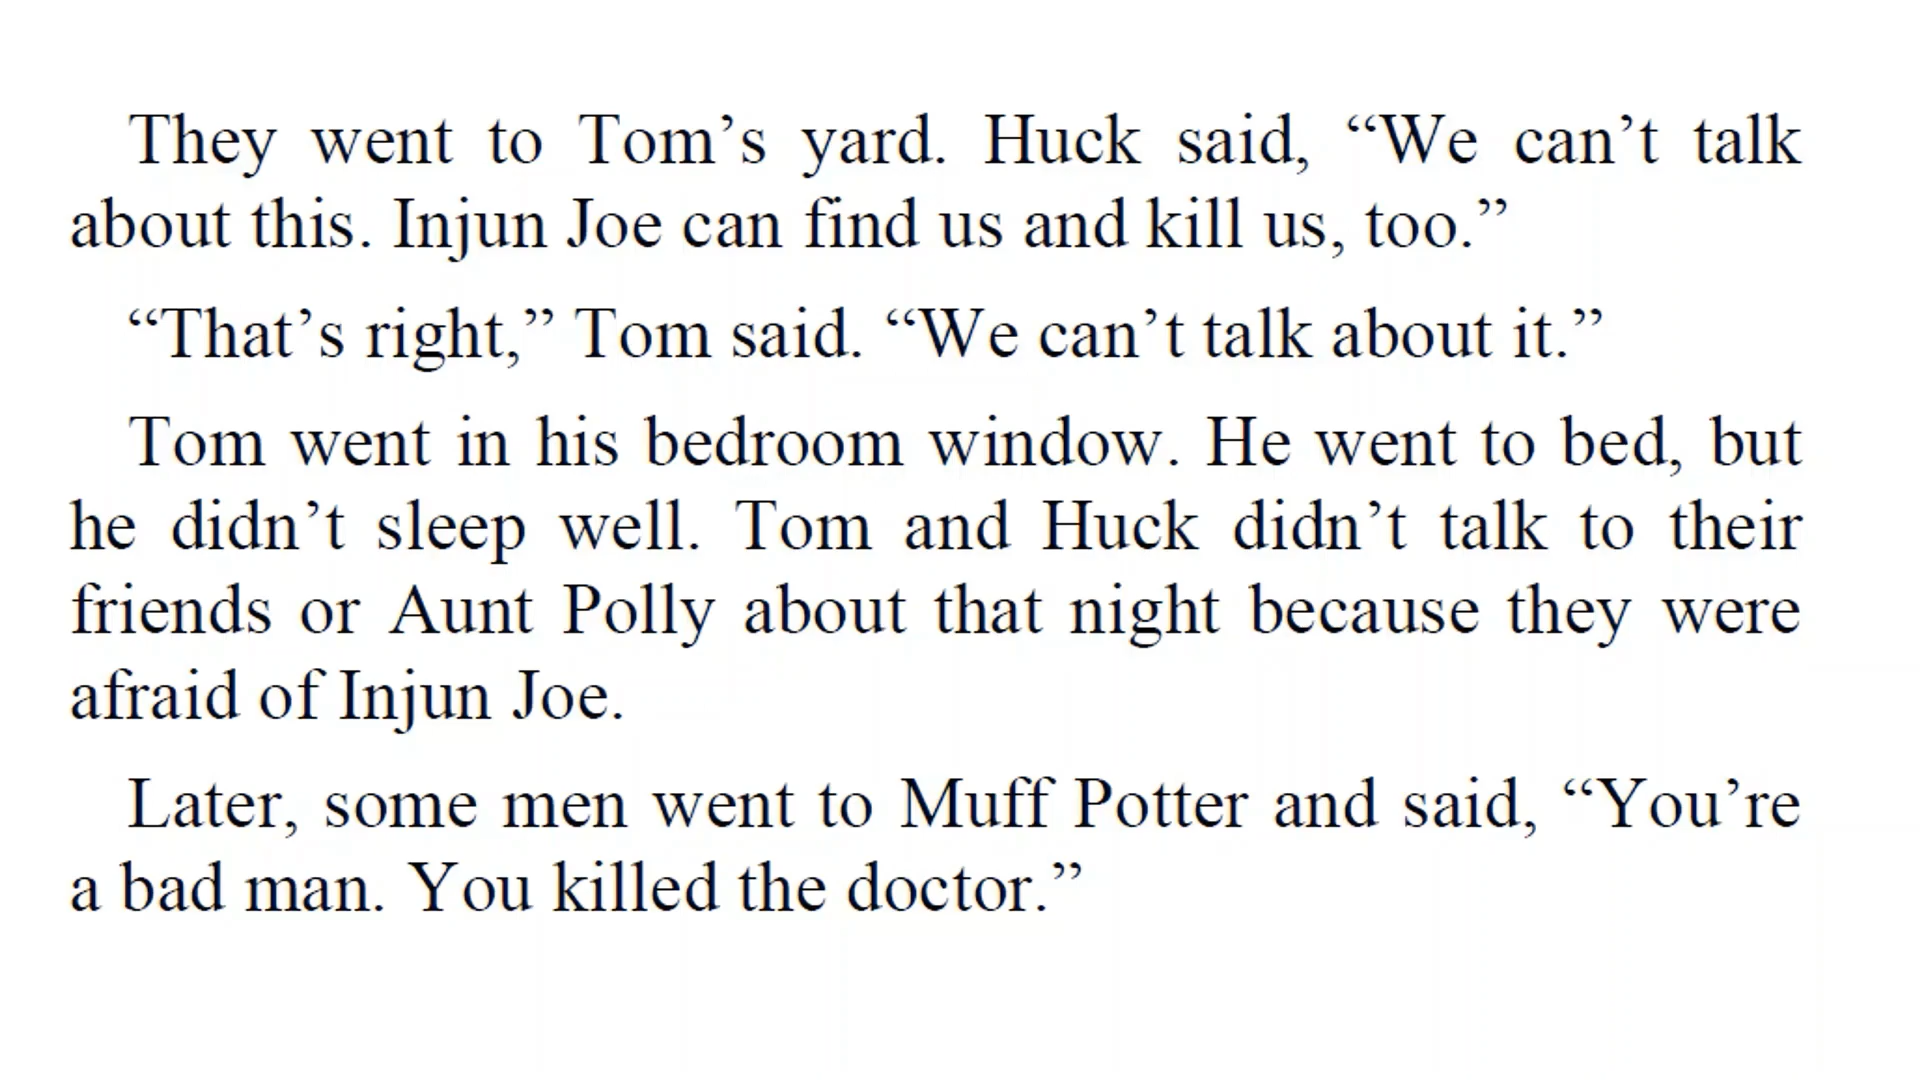 They went to Tom’s yard. Huck said, “We can’t talk
about this. Injun Joe can find us and kill us, too.”
“That’s right,” Tom said. “We can’t talk about it.”
Tom went in his bedroom window. He went to bed, but
he didn’t sleep well. Tom and Huck didn’t talk to their
friends or Aunt Polly about that night because they were
afraid of Injun Joe.
Later, some men went to Muff Potter and said, “You’re
a bad man. You killed the doctor.”